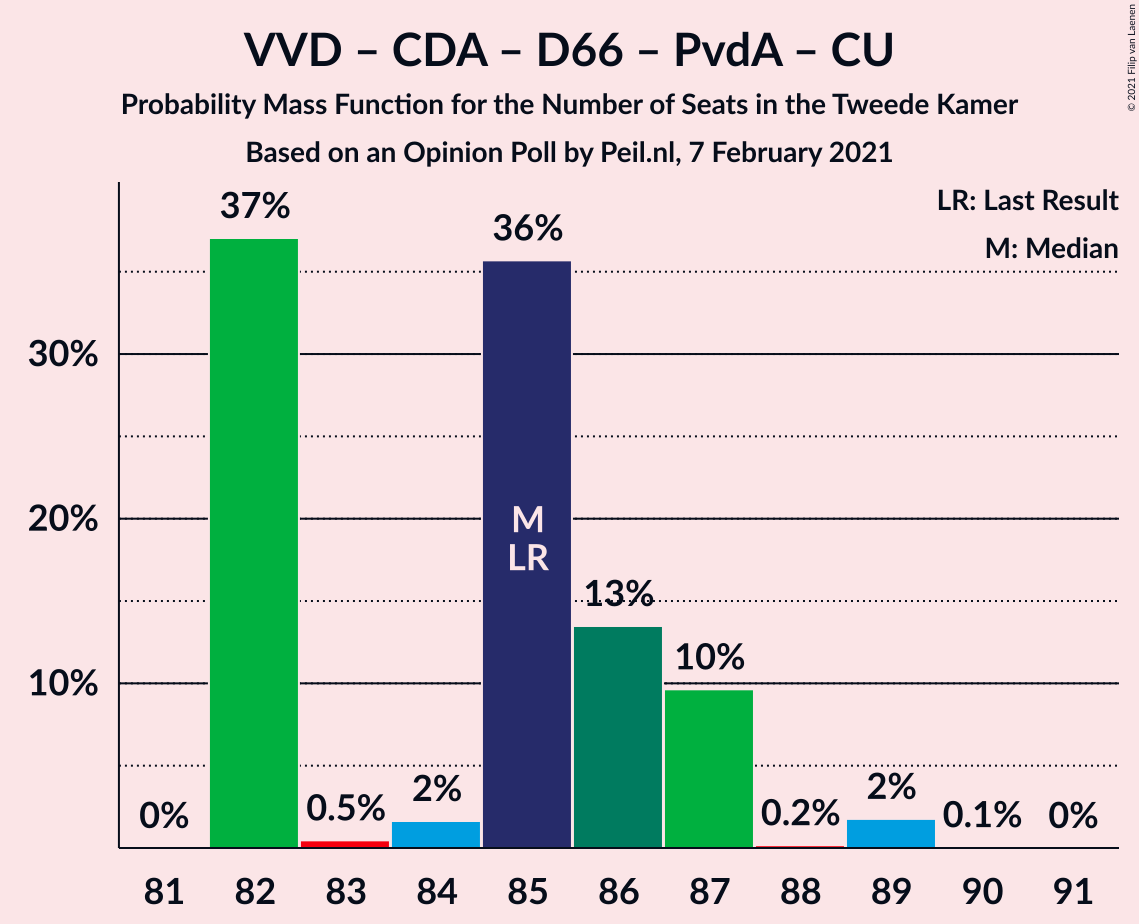 VVD – CDA – D66 – PvdA – CU
Probability Mass Function for the Number of Seats in the Tweede Kamer
Based on an Opinion Poll by Peil.nl, 7 February 2021
© 2021 Filip van Laenen
LR: Last Result
M: Median
37%
36%
30%
M
LR
20%
13%
10%
10%
2%
2%
0.5%
0%
0.2%
0.1%
0%
81 82 83 84 85 86 87 88 89 90 91